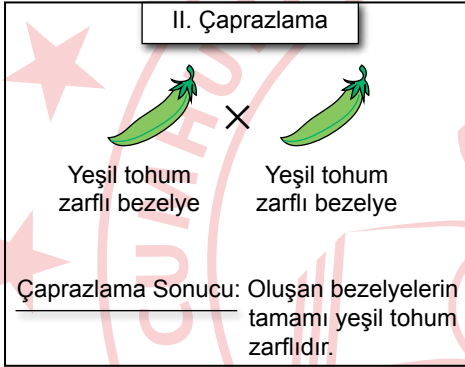 II. Çaprazlama
Yeşil tohum zarflı bezelye
×
Yeşil tohum zarflı bezelye
Çaprazlama Sonucu: Oluşan bezelyelerin
tamamı yeşil tohum
zarflıdır.